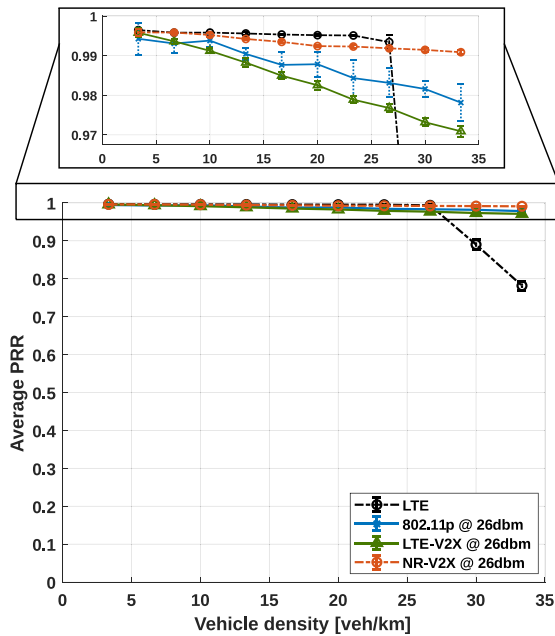 1
0.99
0.98
0.97
0 5 10 15 20 25 30 35
1
0.9
0.8
0.7
0.6
0.5
0.4
0.3
0.2
0.1
0
Average PRR
LTE
802.11p @ 26dbm
LTE-V2X @ 26dbm
NR-V2X @ 26dbm
0 5 10 15 20 25 30 35
Vehicle density [veh/km]